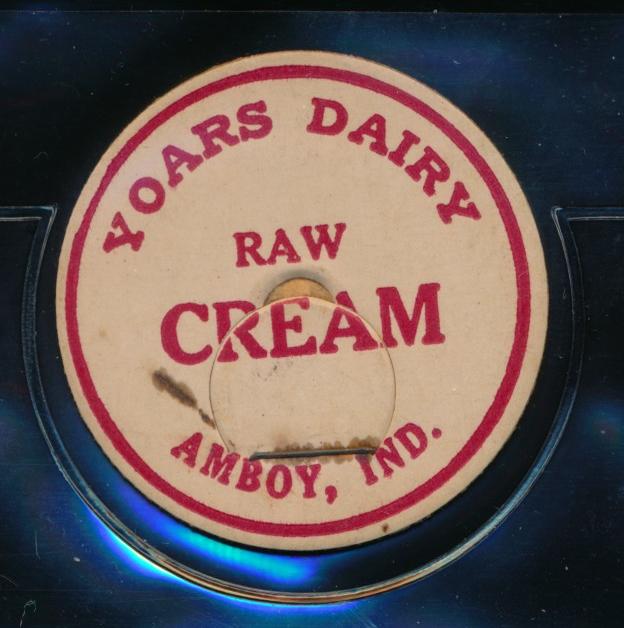 YOARS DAIRY
RAW
CREAM
AMBOY, IND.